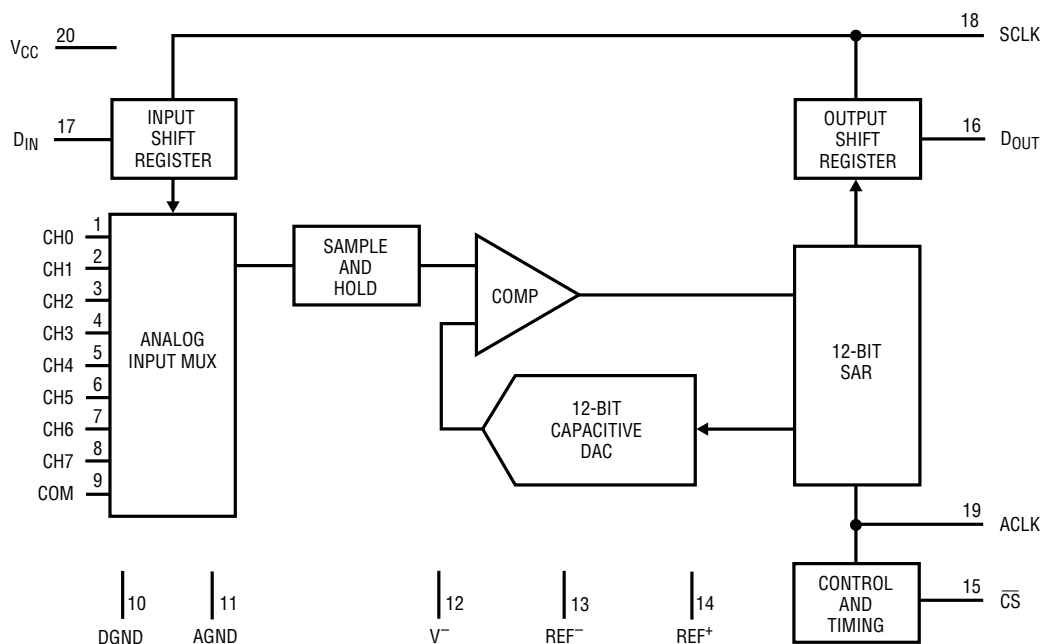 VCC 20
18 SCLK
DIN 17
INPUT
SHIFT
REGISTER
OUTPUT
SHIFT
REGISTER
16 DOUT
CH0 1
CH1 2
CH2 3
CH3 4
CH4 5
CH5 6
CH6 7
CH7 8
COM 9
ANALOG
INPUT MUX
SAMPLE
AND
HOLD
COMP
12-BIT
CAPACITIVE
DAC
12-BIT
SAR
19 ACLK
CONTROL
AND
TIMING
15 C̅S̅
10
DGND
11
AGND
12
V–
13
REF–
14
REF+